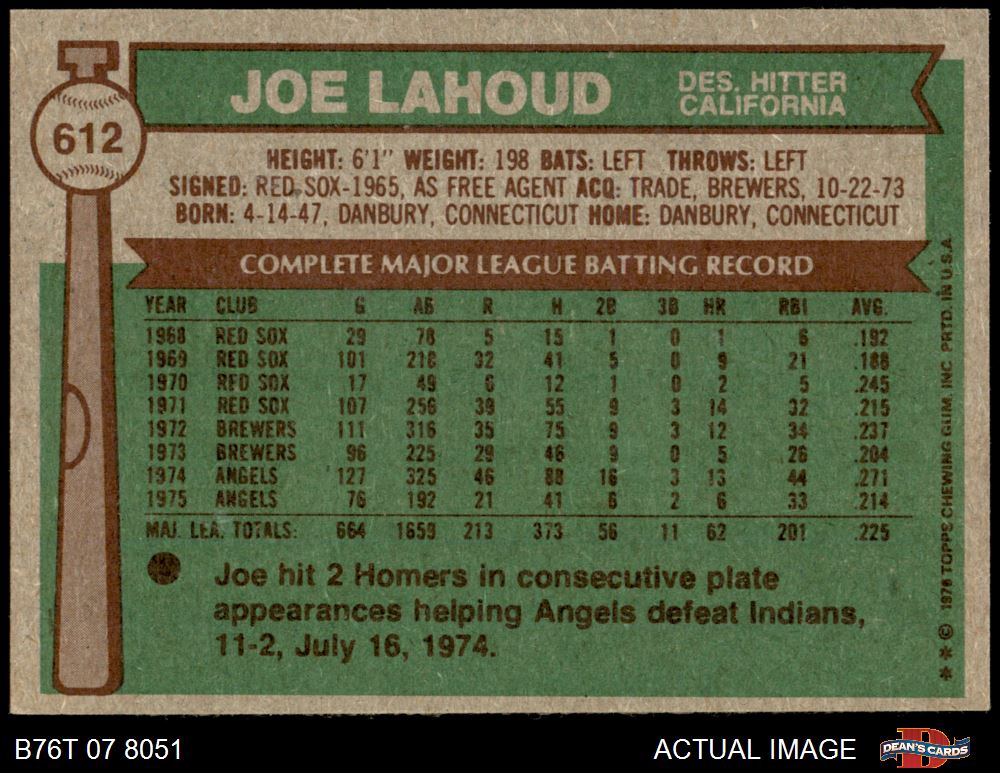 612
JOE LAHOUD
DES. HITTER
CALIFORNIA
HEIGHT: 6'1" WEIGHT: 198 BATS: LEFT THROWS: LEFT
SIGNED: RED SOX-1965, AS FREE AGENT ACQ: TRADE, BREWERS, 10-22-73
BORN: 4-14-47, DANBURY, CONNECTICUT HOME: DANBURY, CONNECTICUT
COMPLETE MAJOR LEAGUE BATTING RECORD
YEAR CLUB G AB R H 2B 3B HR RBI AVG.
1968 RED SOX 29 78 5 15 1 0 1 6 .192
1969 RED SOX 101 218 32 41 5 0 9 21 .188
1970 RED SOX 17 49 6 12 1 0 2 5 .245
1971 RED SOX 107 256 39 55 9 3 14 32 .215
1972 BREWERS 111 316 35 75 9 3 12 34 .237
1973 BREWERS 96 225 29 46 9 0 5 26 .204
1974 ANGELS 127 325 46 88 16 3 13 44 .271
1975 ANGELS 76 192 21 41 6 2 6 33 .214
MAJ. LEA. TOTALS: 664 1659 213 373 56 11 62 201 .225
Joe hit 2 Homers in consecutive plate
appearances helping Angels defeat Indians,
11-2, July 16, 1974.
* * © 1976 TOPPS CHEWING GUM, INC. PRTD. IN U.S.A.
B76T 07 8051
ACTUAL IMAGE
DEAN'S CARDS